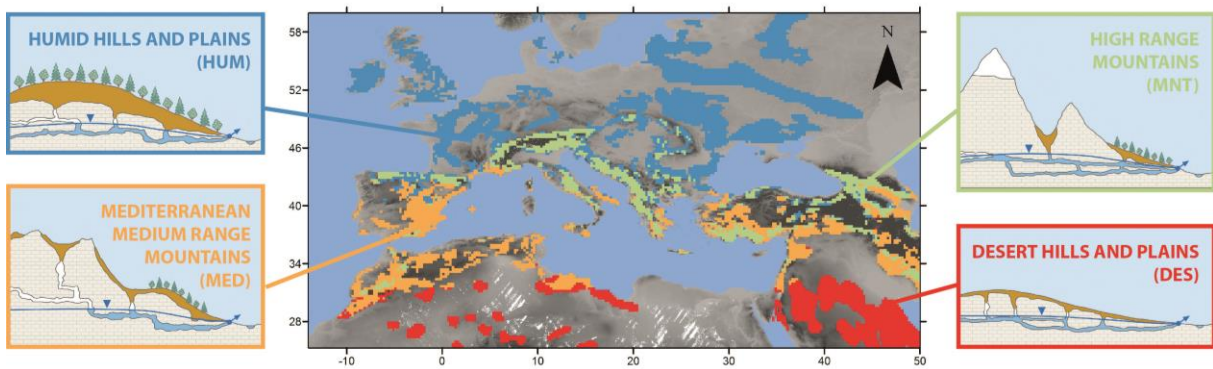 HUMID HILLS AND PLAINS
(HUM)
MEDITERRANEAN
MEDIUM RANGE
MOUNTAINS
(MED)
58
52
46
40
34
28
-10
0
10
20
30
40
50
N
HIGH RANGE
MOUNTAINS
(MNT)
DESERT HILLS AND PLAINS
(DES)